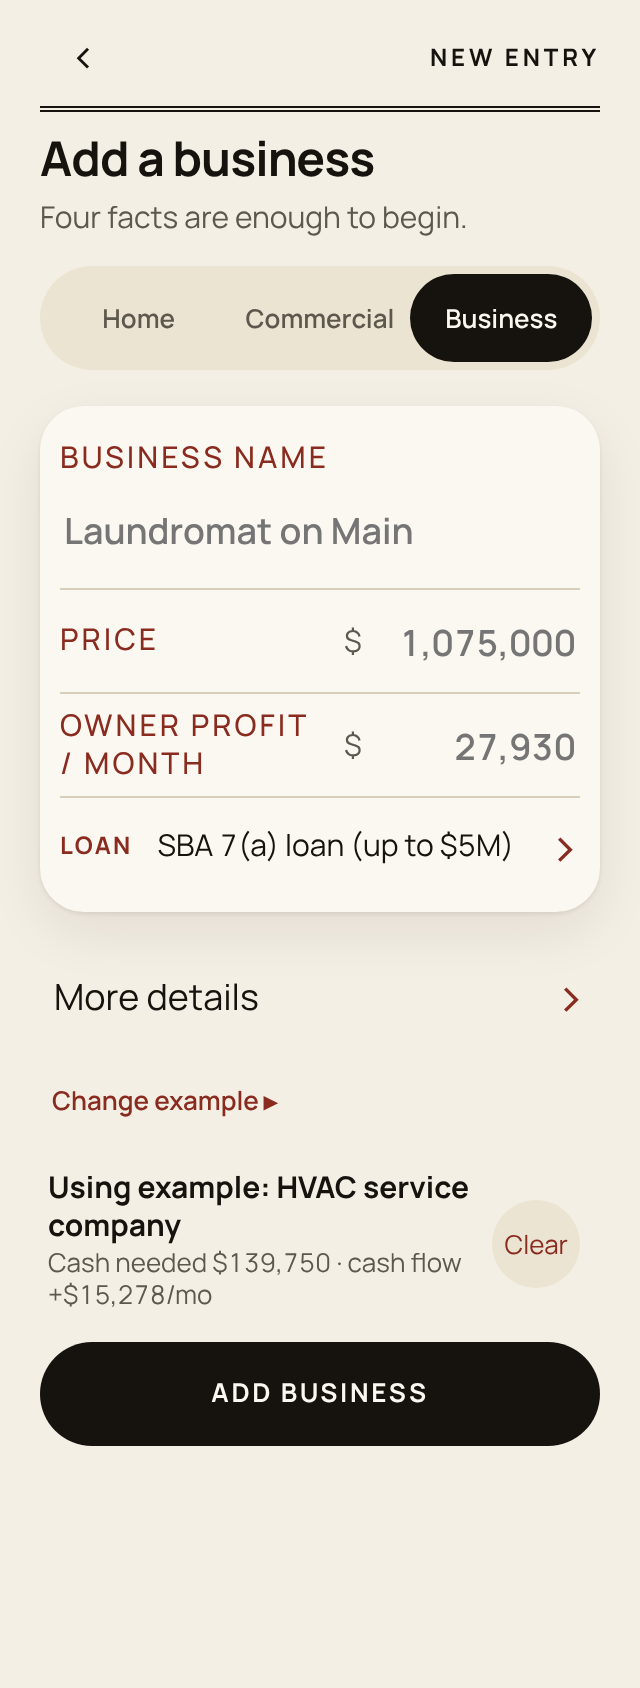 NEW ENTRY
Add a business
Four facts are enough to begin.
Home Commercial Business
BUSINESS NAME
Laundromat on Main
PRICE $ 1,075,000
OWNER PROFIT
/ MONTH $ 27,930
LOAN SBA 7(a) loan (up to $5M)
More details
Change example ▸
Using example: HVAC service
company
Cash needed $139,750 · cash flow
+$15,278/mo
Clear
ADD BUSINESS